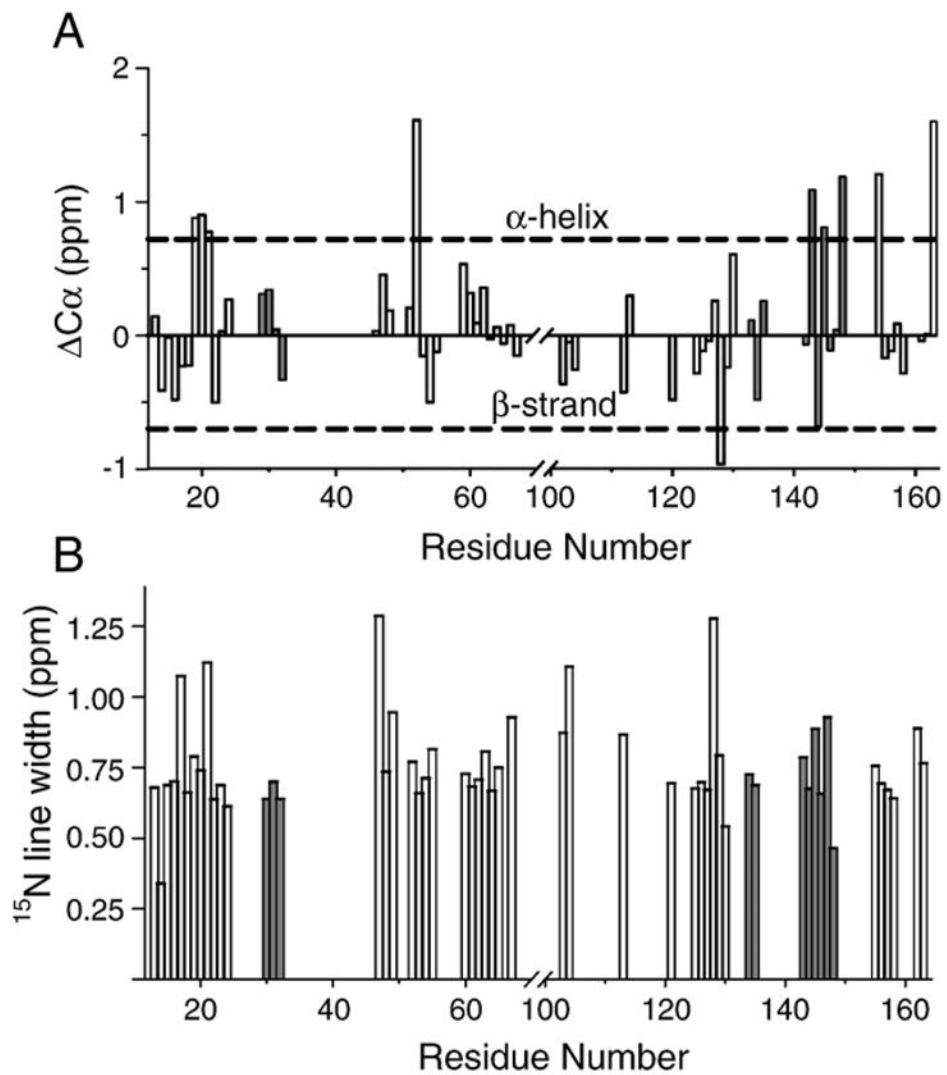 A
2
1
0
-1
ΔCα (ppm)
α-helix
β-strand
20 40 60 100 120 140 160
Residue Number
B
1.25
1.00
0.75
0.50
0.25
¹⁵N line width (ppm)
20 40 60 100 120 140 160
Residue Number